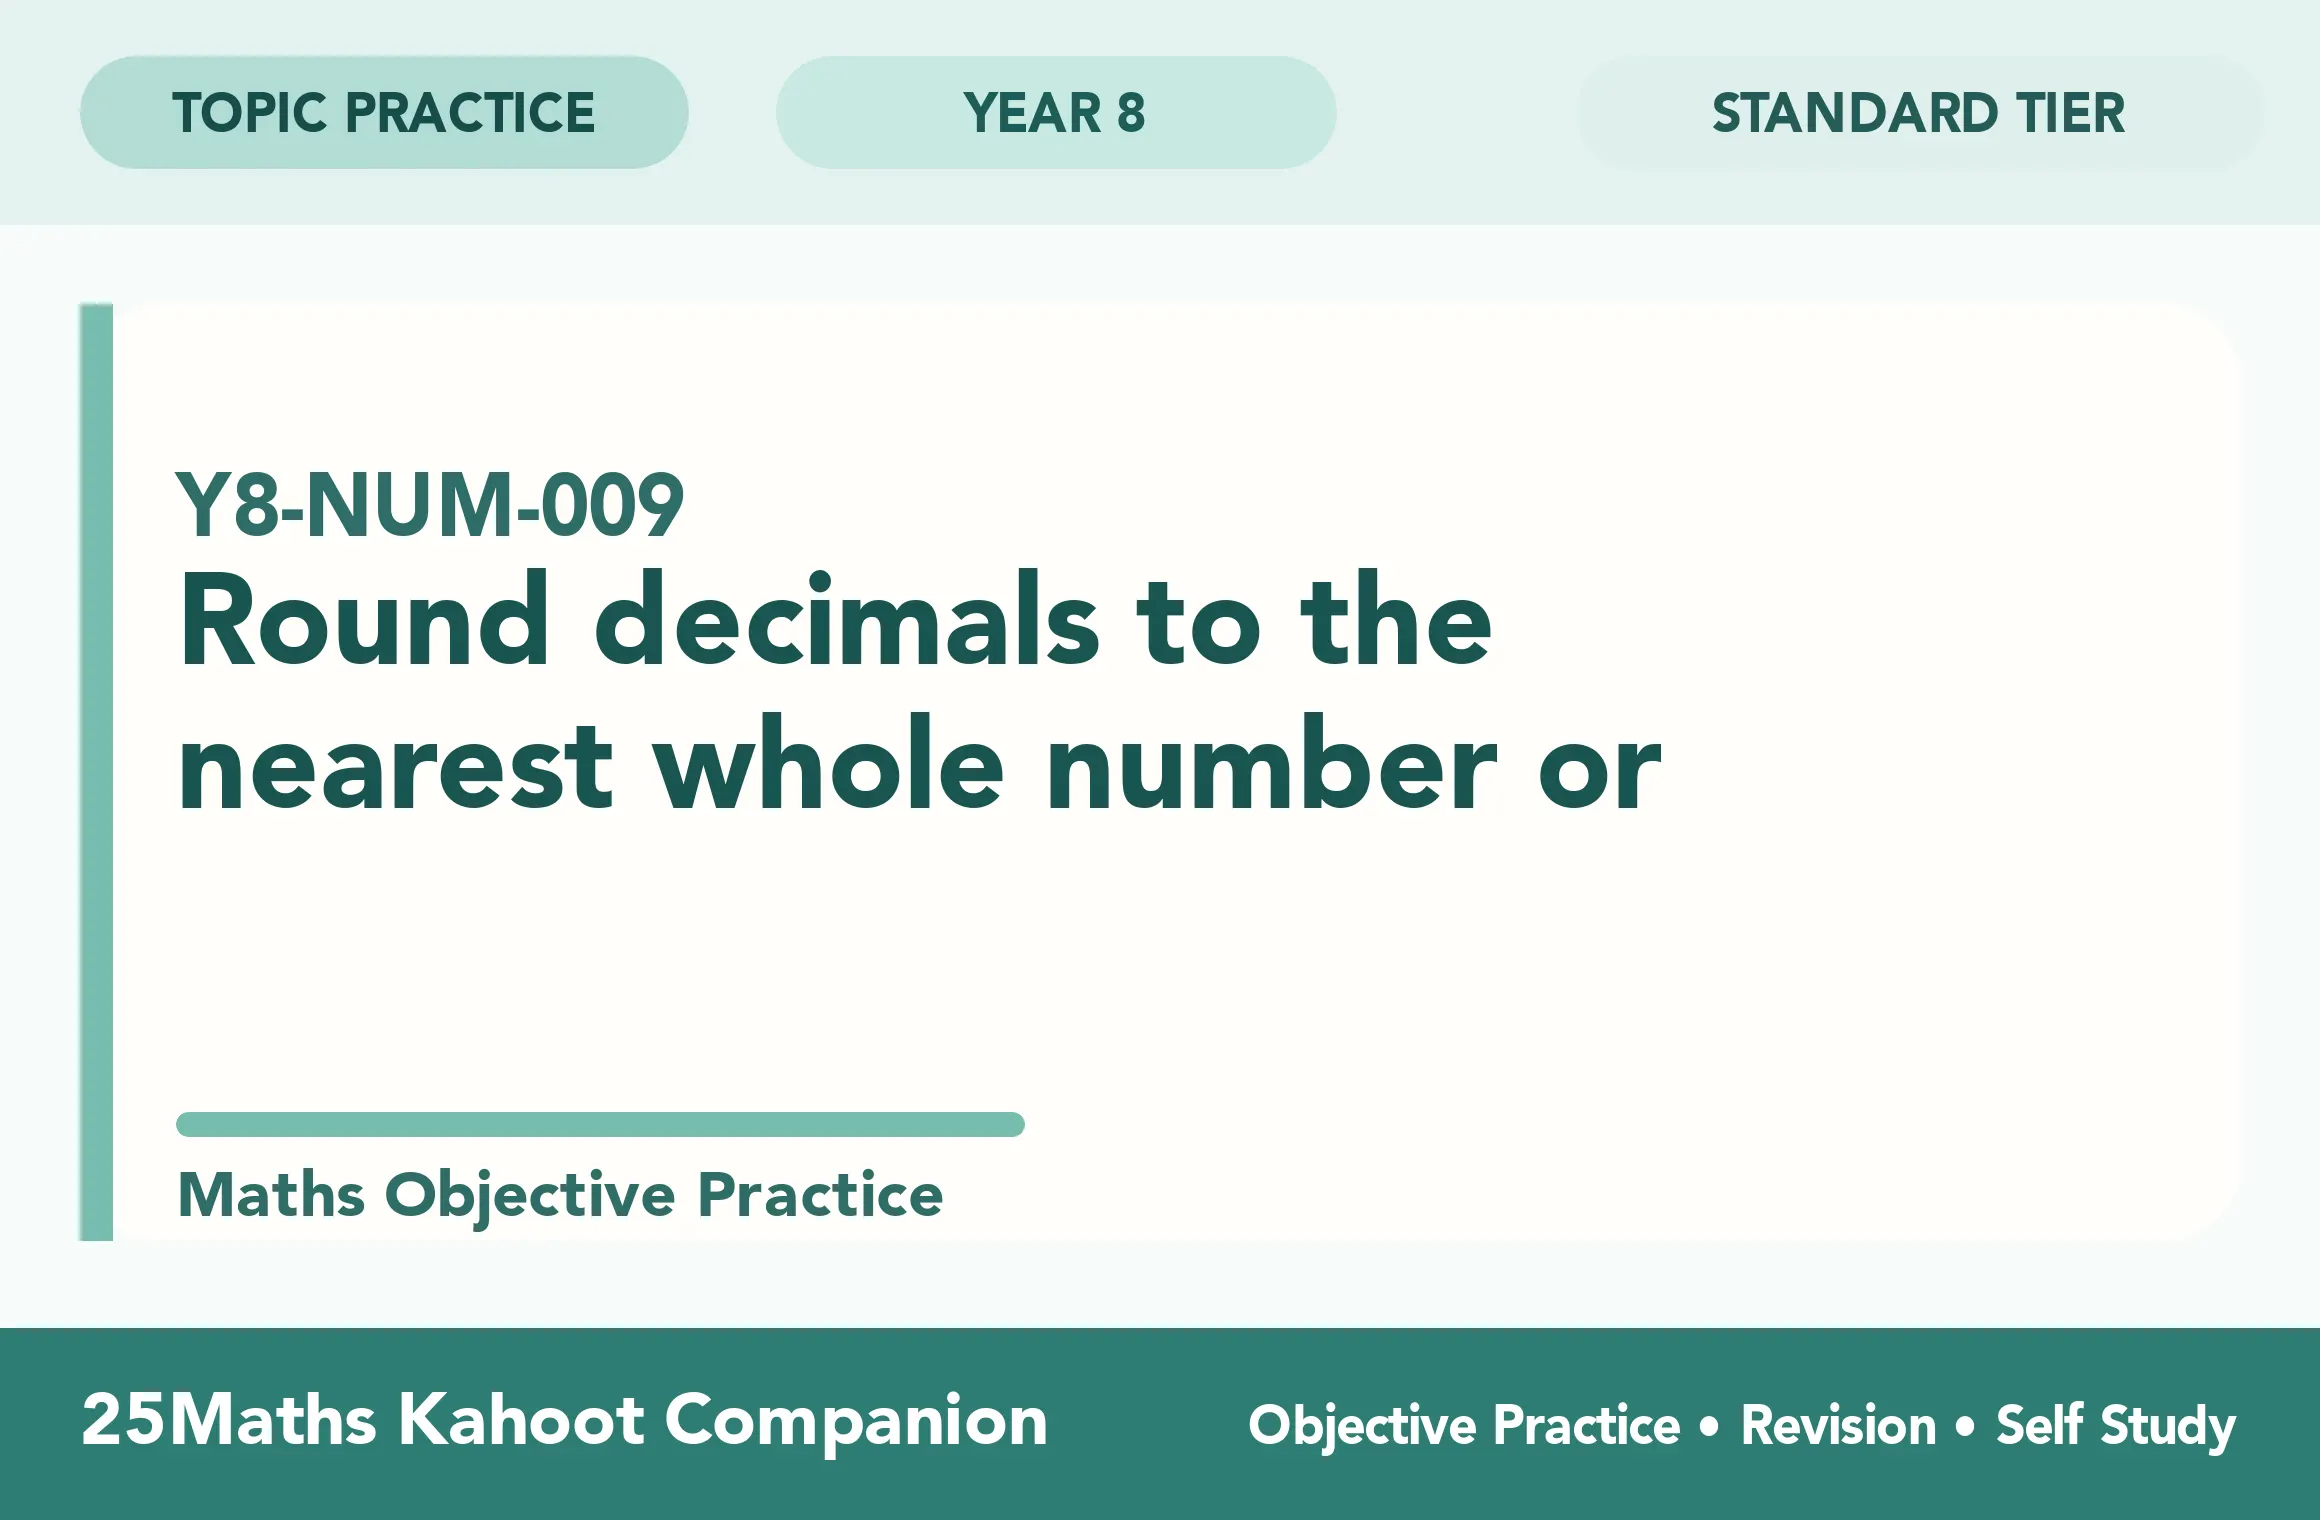 TOPIC PRACTICE
YEAR 8
STANDARD TIER
Y8-NUM-009
Round decimals to the
nearest whole number or
Maths Objective Practice
25Maths Kahoot Companion
Objective Practice • Revision • Self Study